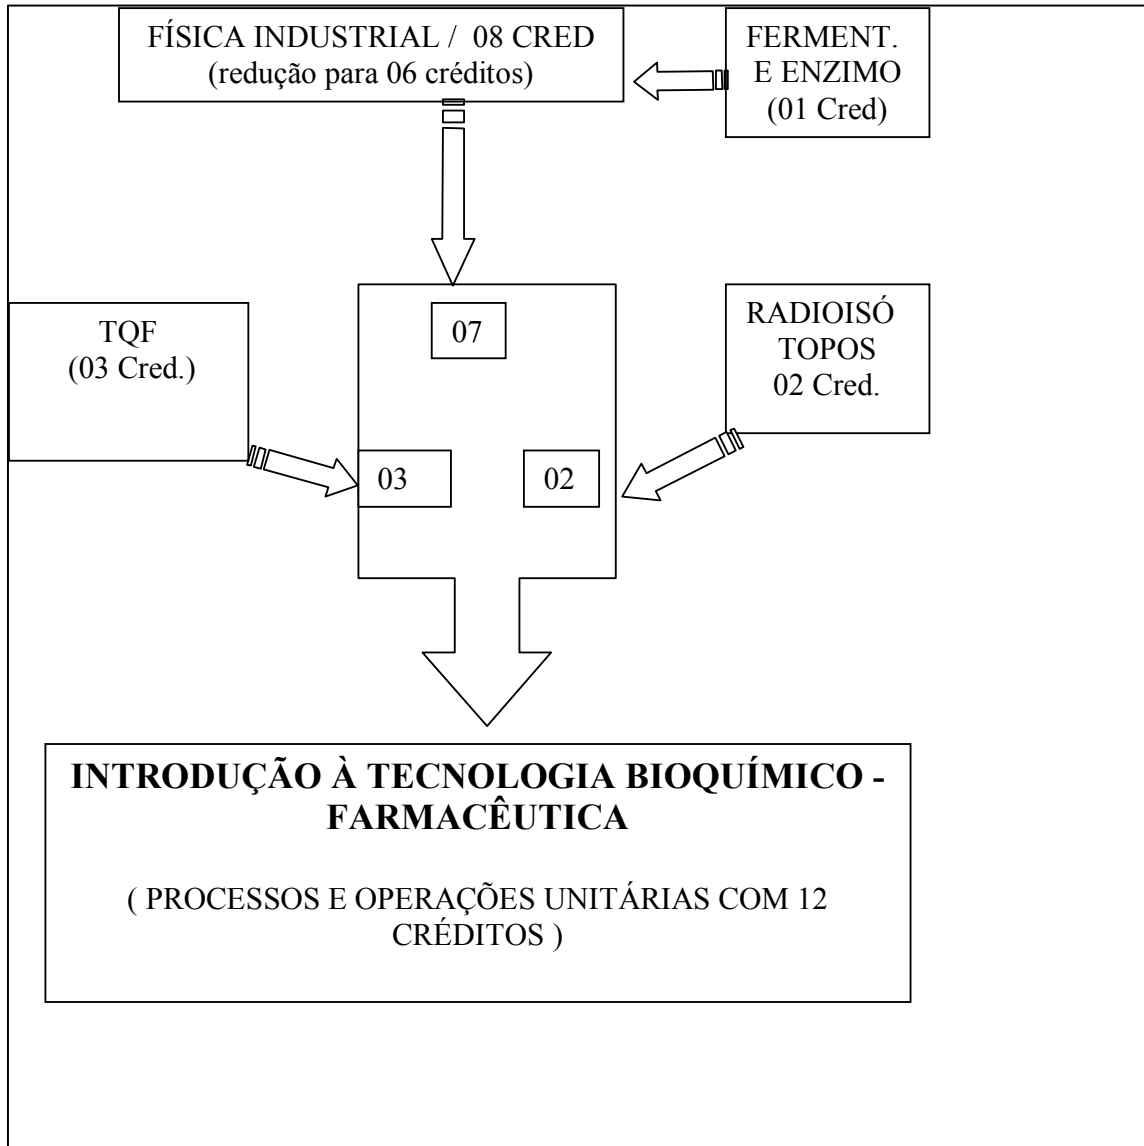 FÍSICA INDUSTRIAL / 08 CRED
(redução para 06 créditos)
FERMENT.
E ENZIMO
(01 Cred)
TQF
(03 Cred.)
07
RADIOISÓ
TOPOS
02 Cred.
03
02
INTRODUÇÃO À TECNOLOGIA BIOQUÍMICO -
FARMACÊUTICA
( PROCESSOS E OPERAÇÕES UNITÁRIAS COM 12
CRÉDITOS )